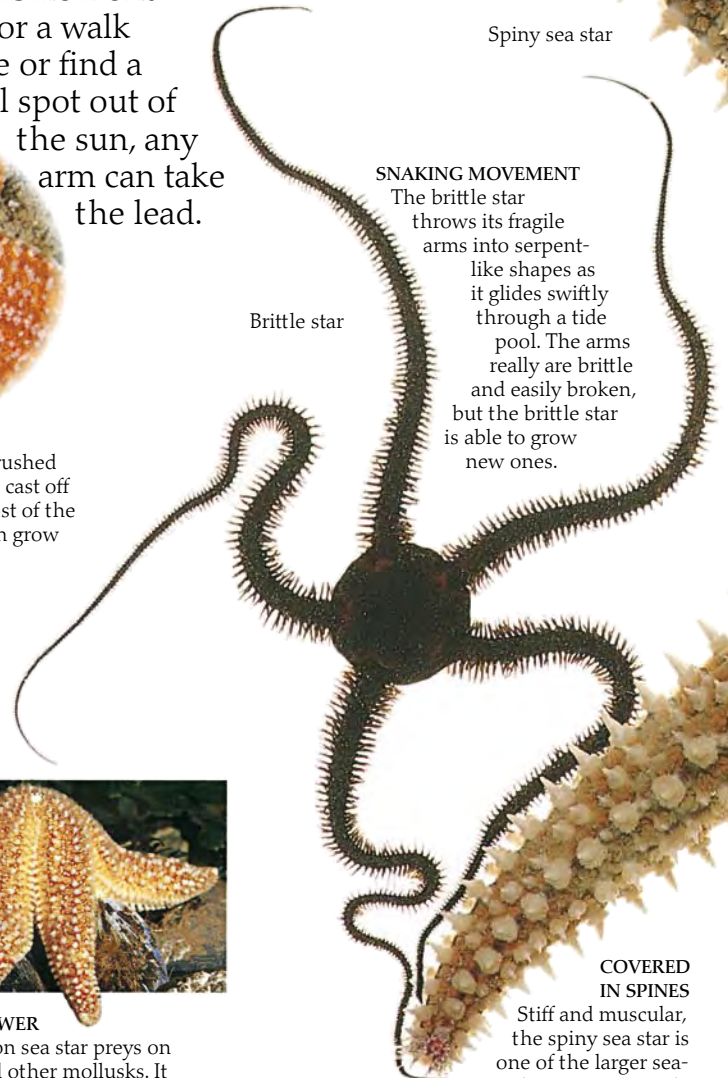 or a walk
e or find a
l spot out of
the sun, any
arm can take
the lead.
Spiny sea star
SNAKING MOVEMENT
The brittle star
throws its fragile
arms into serpent-
like shapes as
it glides swiftly
through a tide
pool. The arms
really are brittle
and easily broken,
but the brittle star
is able to grow
new ones.
Brittle star
rushed
cast off
st of the
n grow
WER
on sea star preys on
l other mollusks. It
COVERED
IN SPINES
Stiff and muscular,
the spiny sea star is
one of the larger sea-